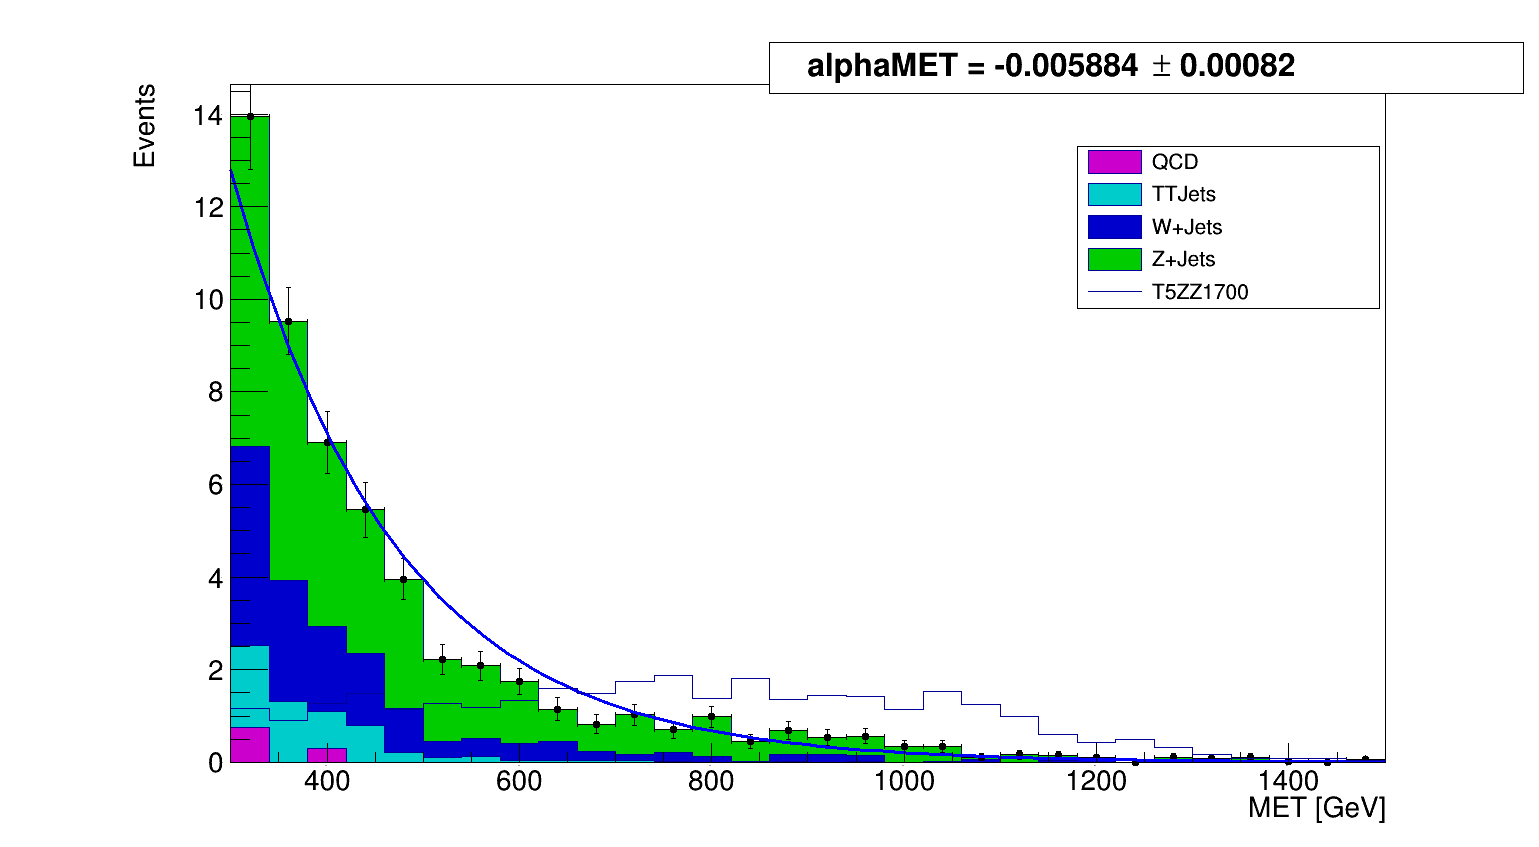 alphaMET = -0.005884 ± 0.00082
Events
14
12
10
8
6
4
2
0
QCD
TTJets
W+Jets
Z+Jets
T5ZZ1700
400 600 800 1000 1200 1400
MET [GeV]